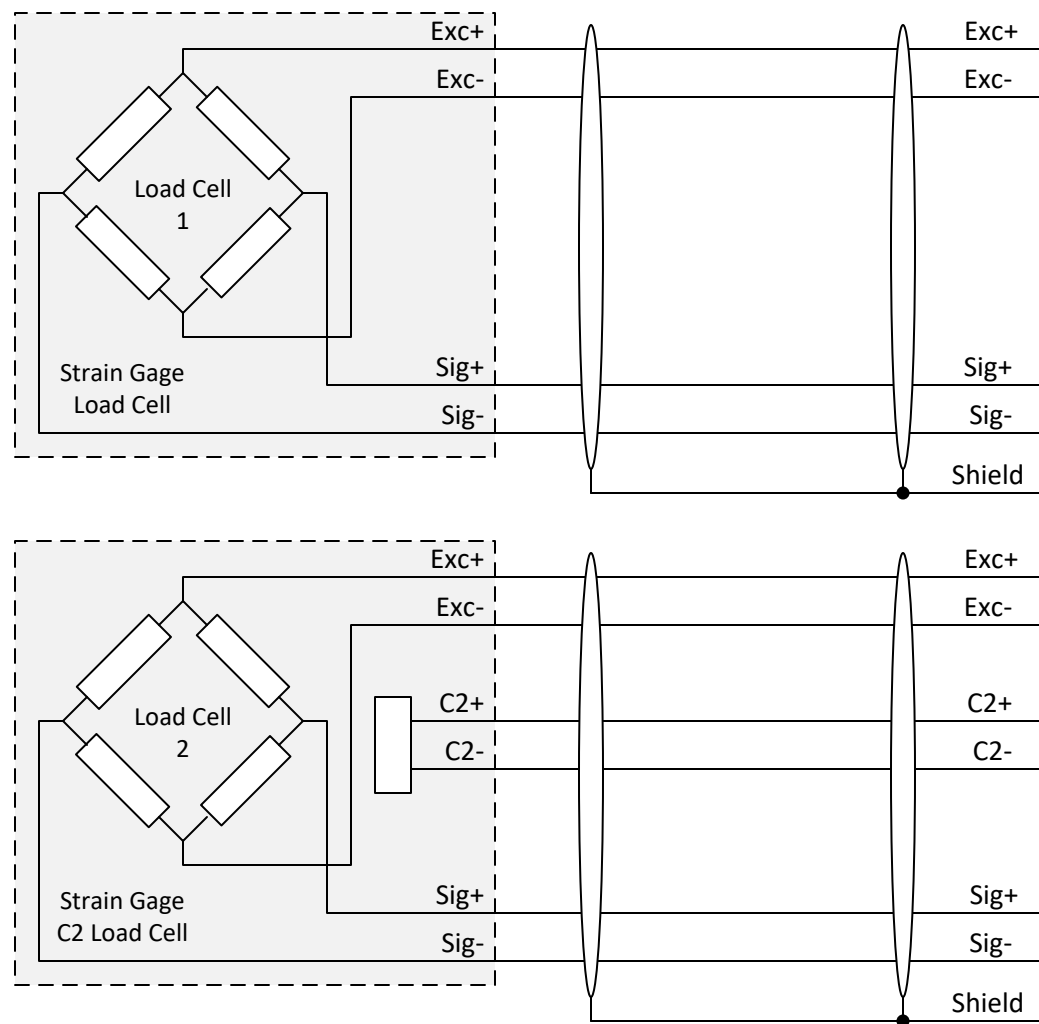 Exc+ Exc+
Exc- Exc-
Load Cell
1
Sig+ Sig+
Strain Gage
Load Cell
Sig- Sig-
Shield
Exc+ Exc+
Exc- Exc-
C2+ C2+
Load Cell
2
C2- C2-
Sig+ Sig+
Strain Gage
C2 Load Cell
Sig- Sig-
Shield